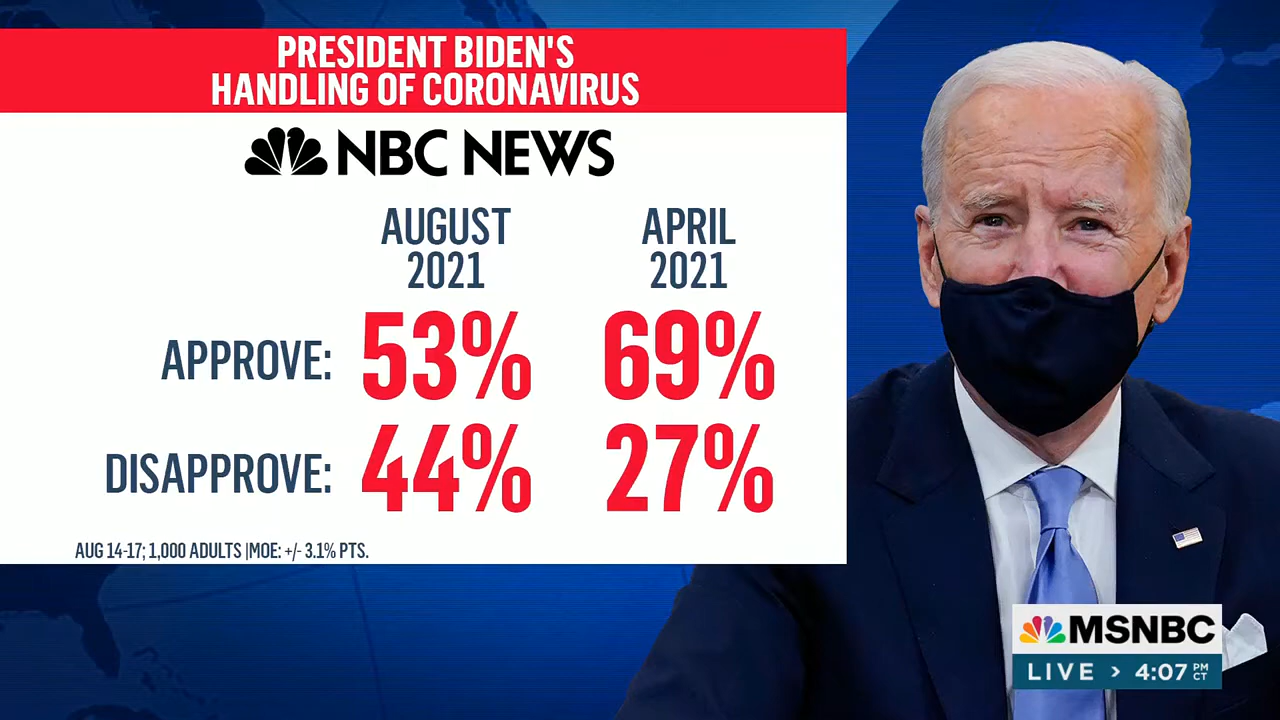 PRESIDENT BIDEN'S
HANDLING OF CORONAVIRUS
NBC NEWS
AUGUST 2021
APRIL 2021
APPROVE: 53% 69%
DISAPPROVE: 44% 27%
AUG 14-17; 1,000 ADULTS |MOE: +/- 3.1% PTS.
MSNBC
LIVE > 4:07 PM CT